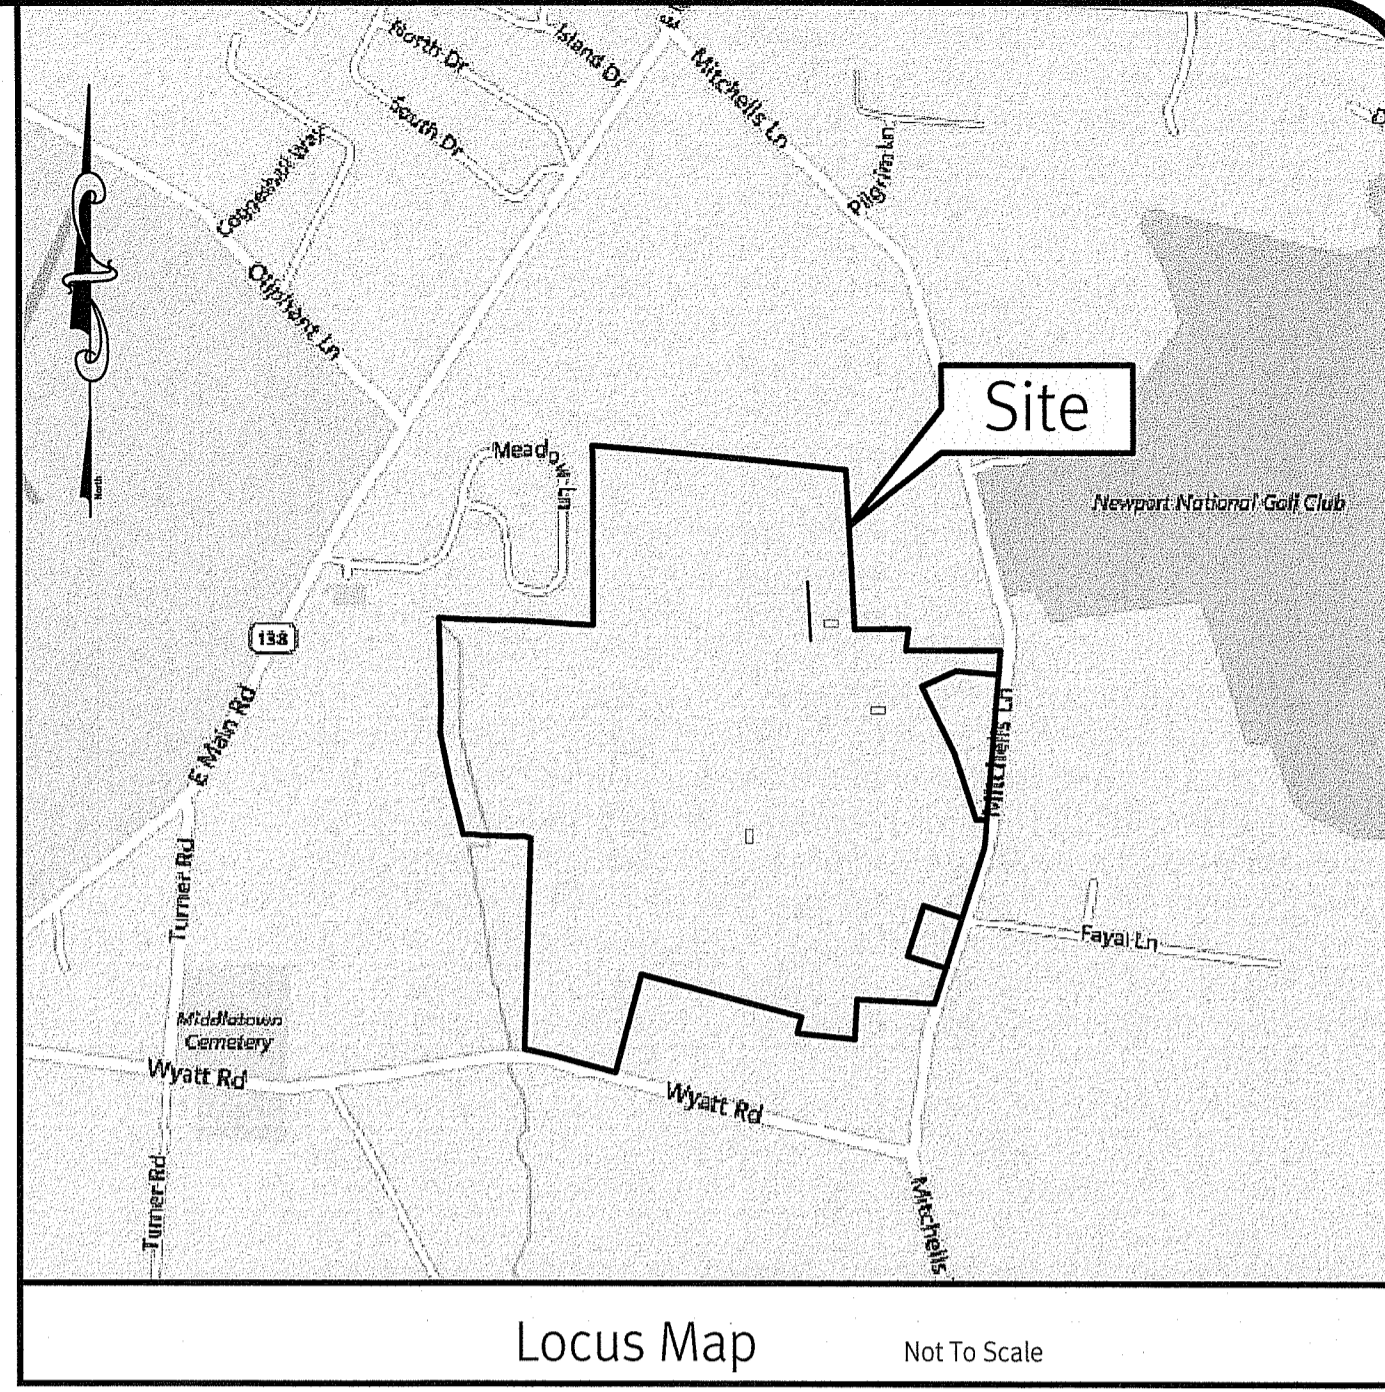 North Dr
Island Dr
Mitchells Ln
South Dr
Pilgrim Ln
Coggeshall Way
Oliphant Ln
North
Site
Meadow Ln
Newport National Golf Club
138
E Main Rd
Mitchells Ln
Turner Rd
Fayal Ln
Middletown
Cemetery
Wyatt Rd
Wyatt Rd
Turner Rd
Mitchells
Locus Map
Not To Scale